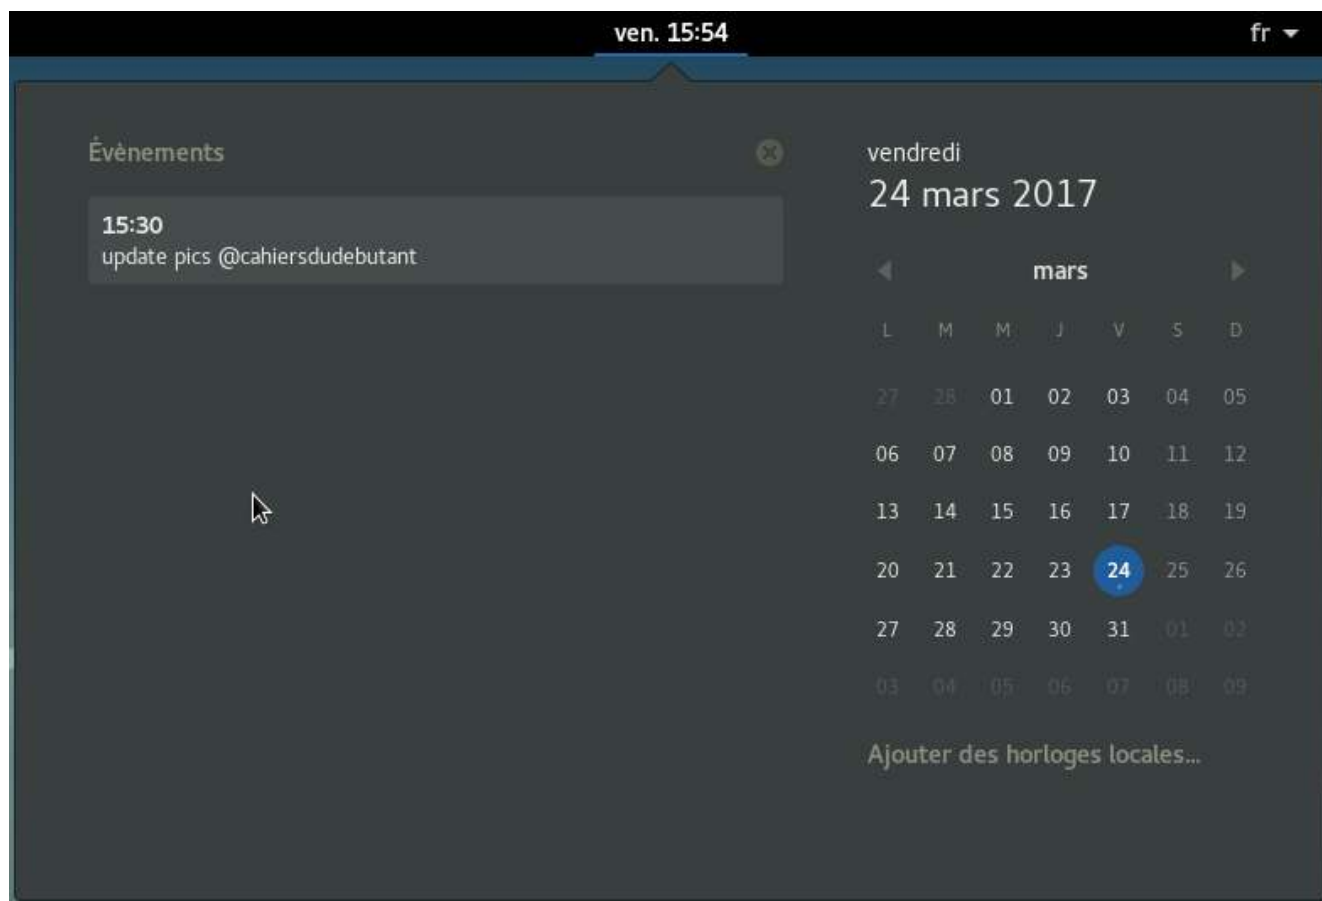 ven. 15:54
fr
Évènements
15:30
update pics @cahiersdudebutant
vendredi
24 mars 2017
mars
L M M J V S D
27 28 01 02 03 04 05
06 07 08 09 10 11 12
13 14 15 16 17 18 19
20 21 22 23 24 25 26
27 28 29 30 31 01 02
03 04 05 06 07 08 09
Ajouter des horloges locales...